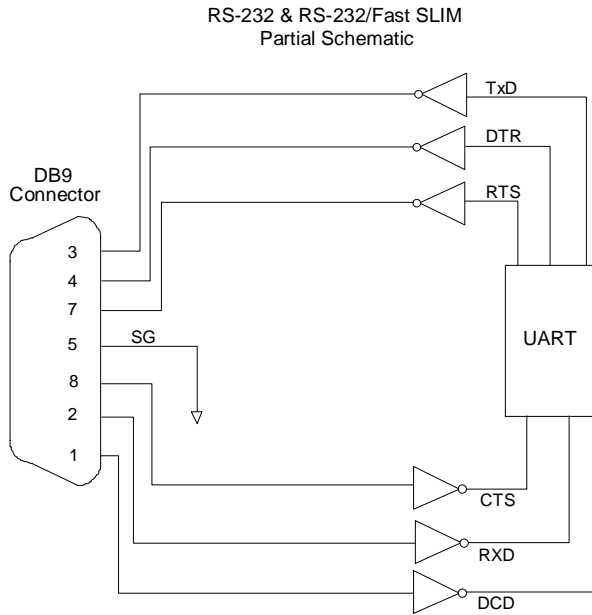 RS-232 & RS-232/Fast SLIM
Partial Schematic
TxD
DTR
DB9
Connector
RTS
3
4
7
5
SG
UART
8
2
1
CTS
RXD
DCD